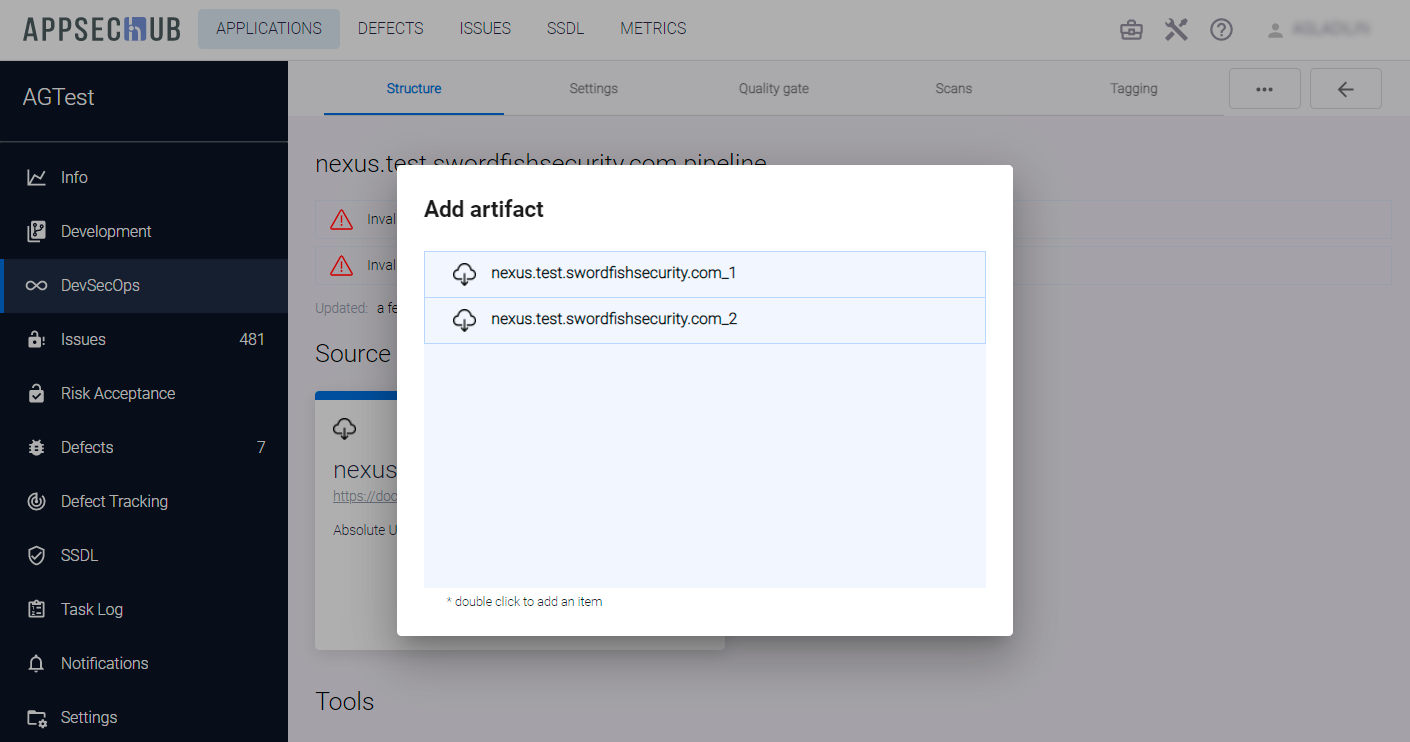 APPSECHUB
APPLICATIONS
DEFECTS
ISSUES
SSDL
METRICS
AGTest
Structure
Settings
Quality gate
Scans
Tagging
Info
Development
DevSecOps
Issues 481
Risk Acceptance
Defects 7
Defect Tracking
SSDL
Task Log
Notifications
Settings
nexus.test.swordfishsecurity.com pipeline
Inval
Inval
Updated: a fe
Source
nexus
https://doc
Absolute U
Tools
Add artifact
nexus.test.swordfishsecurity.com_1
nexus.test.swordfishsecurity.com_2
* double click to add an item